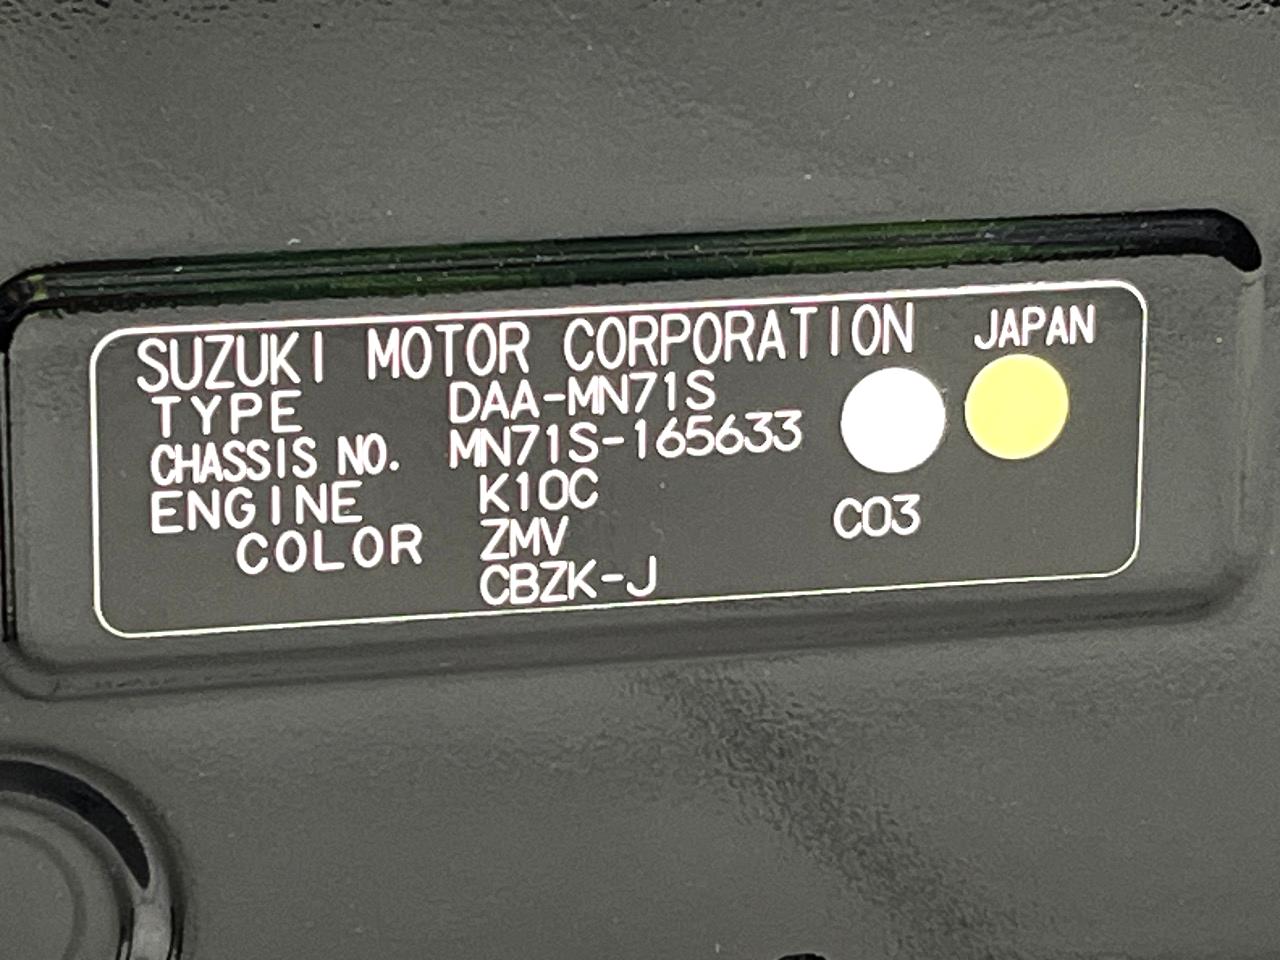 SUZUKI MOTOR CORPORATION JAPAN
TYPE DAA-MN71S
CHASSIS NO. MN71S-165633
ENGINE K10C
COLOR ZMV C03
CBZK-J